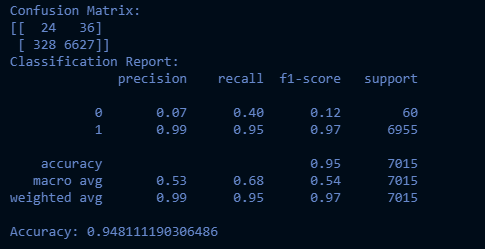 Confusion Matrix:
[[  24   36]
 [ 328 6627]]
Classification Report:
              precision    recall  f1-score   support

           0       0.07      0.40      0.12        60
           1       0.99      0.95      0.97      6955

    accuracy                           0.95      7015
   macro avg       0.53      0.68      0.54      7015
weighted avg       0.99      0.95      0.97      7015

Accuracy: 0.948111190306486